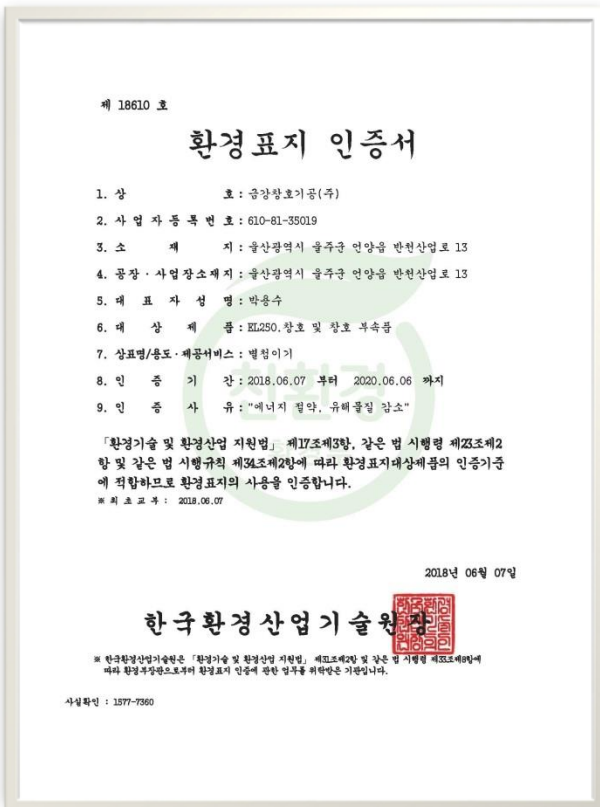 제 18610 호
환경표지 인증서
1. 상 호 : 금강창호기공(주)
2. 사 업 자 등 록 번 호 : 610-81-35019
3. 소 재 지 : 울산광역시 울주군 언양읍 반천산업로 13
4. 공장 · 사업장소재지 : 울산광역시 울주군 언양읍 반천산업로 13
5. 대 표 자 성 명 : 박용수
6. 대 상 제 품 : EL250.창호 및 창호 부속품
7. 상표명/용도 · 제공서비스 : 별첨이기
8. 인 증 기 간 : 2018.06.07 부터 2020.06.06 까지
9. 인 증 사 유 : "에너지 절약, 유해물질 감소"
친환경
「환경기술 및 환경산업 지원법」 제17조제3항, 같은 법 시행령 제23조제2
항 및 같은 법 시행규칙 제34조제2항에 따라 환경표지대상제품의 인증기준
에 적합하므로 환경표지의 사용을 인증합니다.
※ 최 초 교 부 : 2018.06.07
2018년 06월 07일
한국환경산업기술원장
※ 한국환경산업기술원은 「환경기술 및 환경산업 지원법」 제31조제2항 및 같은 법 시행령 제33조제8항에
따라 환경부장관으로부터 환경표지 인증에 관한 업무를 위탁받은 기관입니다.
사실확인 : 1577-7360